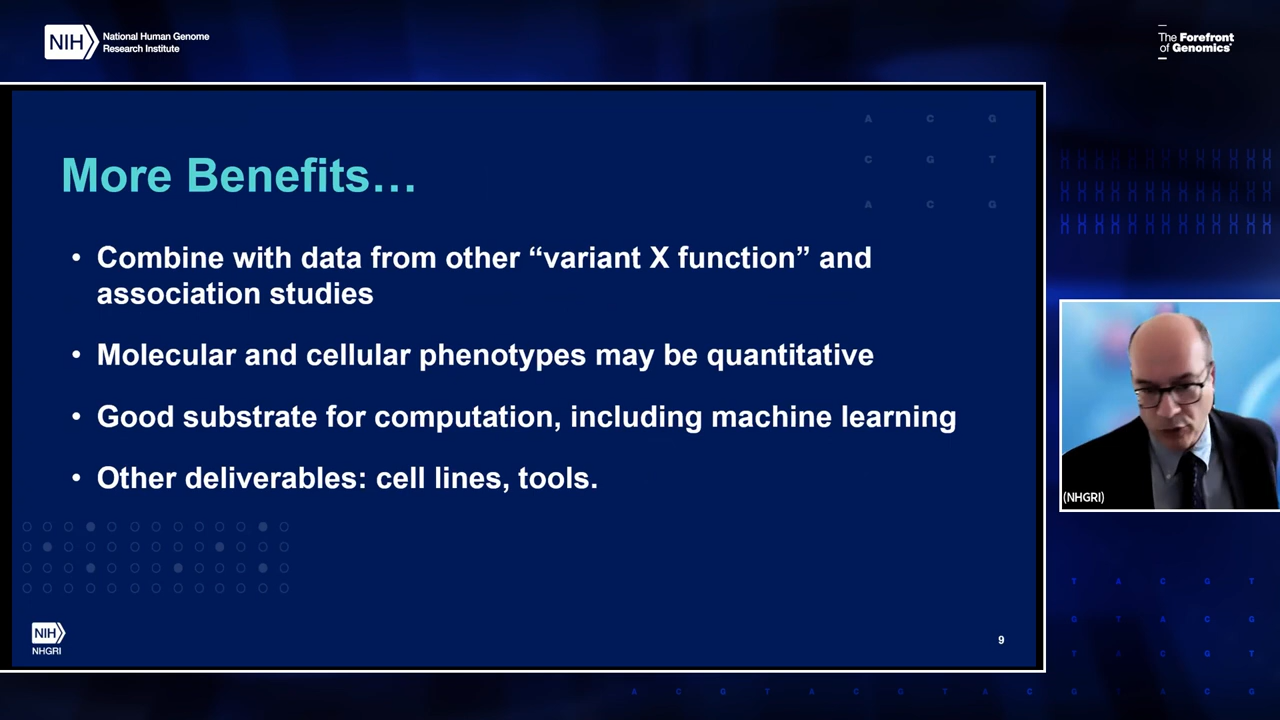 NIH
National Human Genome
Research Institute
The Forefront
of Genomics®
A C G
C G T
A C G
More Benefits…
• Combine with data from other “variant X function” and
association studies
• Molecular and cellular phenotypes may be quantitative
• Good substrate for computation, including machine learning
• Other deliverables: cell lines, tools.
(NHGRI)
NIH
NHGRI
9
T A C G T
G T A C G
T A C G T
A C G T A C G T A C G T A C G